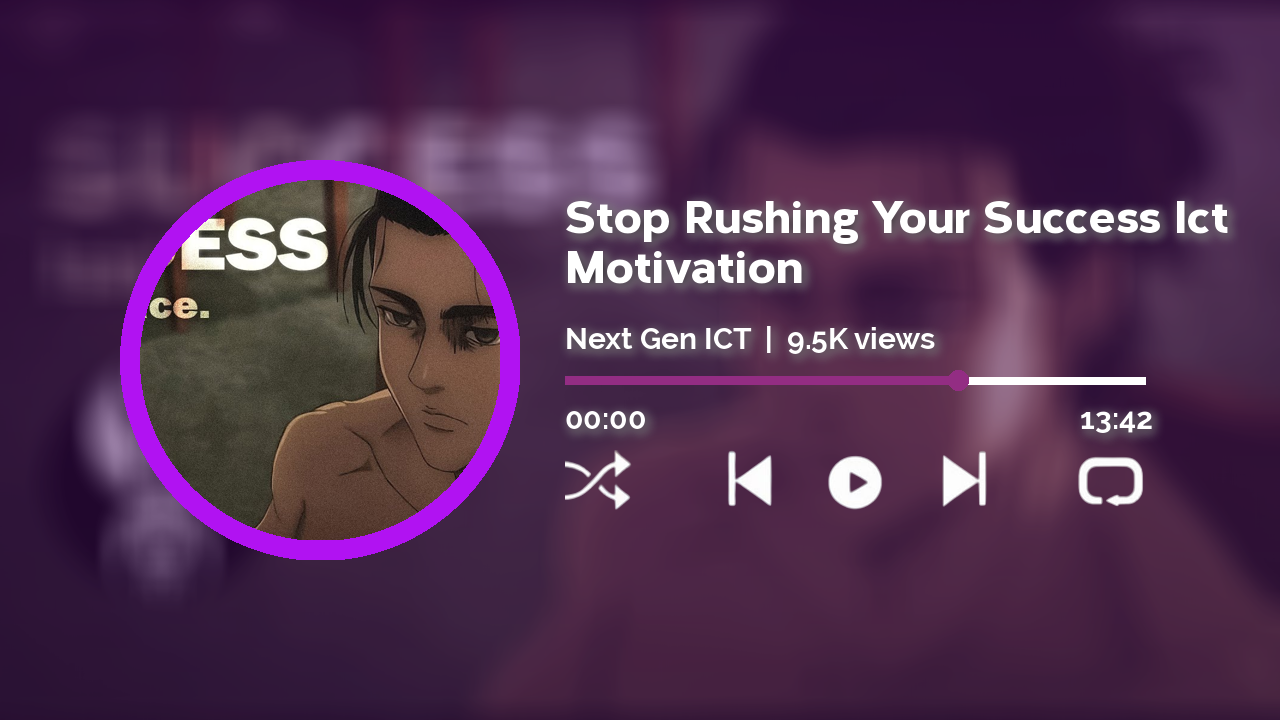 ESS
ce.
Stop Rushing Your Success Ict
Motivation
Next Gen ICT | 9.5K views
00:00
13:42